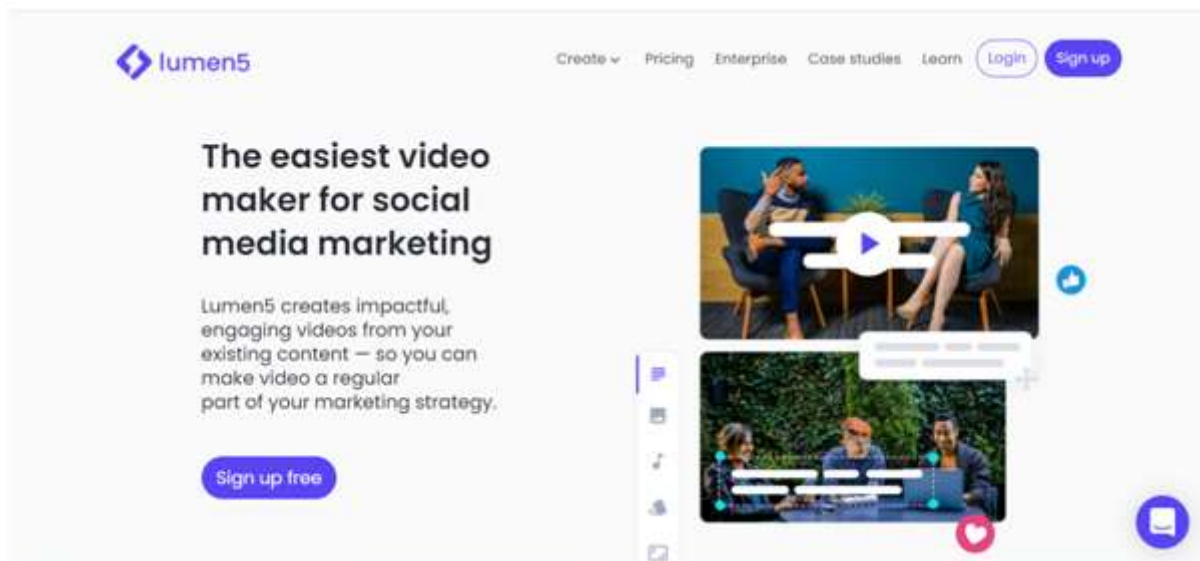 lumen5
Create Pricing Enterprise Case studies Learn Login Sign up
The easiest video
maker for social
media marketing
Lumen5 creates impactful,
engaging videos from your
existing content — so you can
make video a regular
part of your marketing strategy.
Sign up free